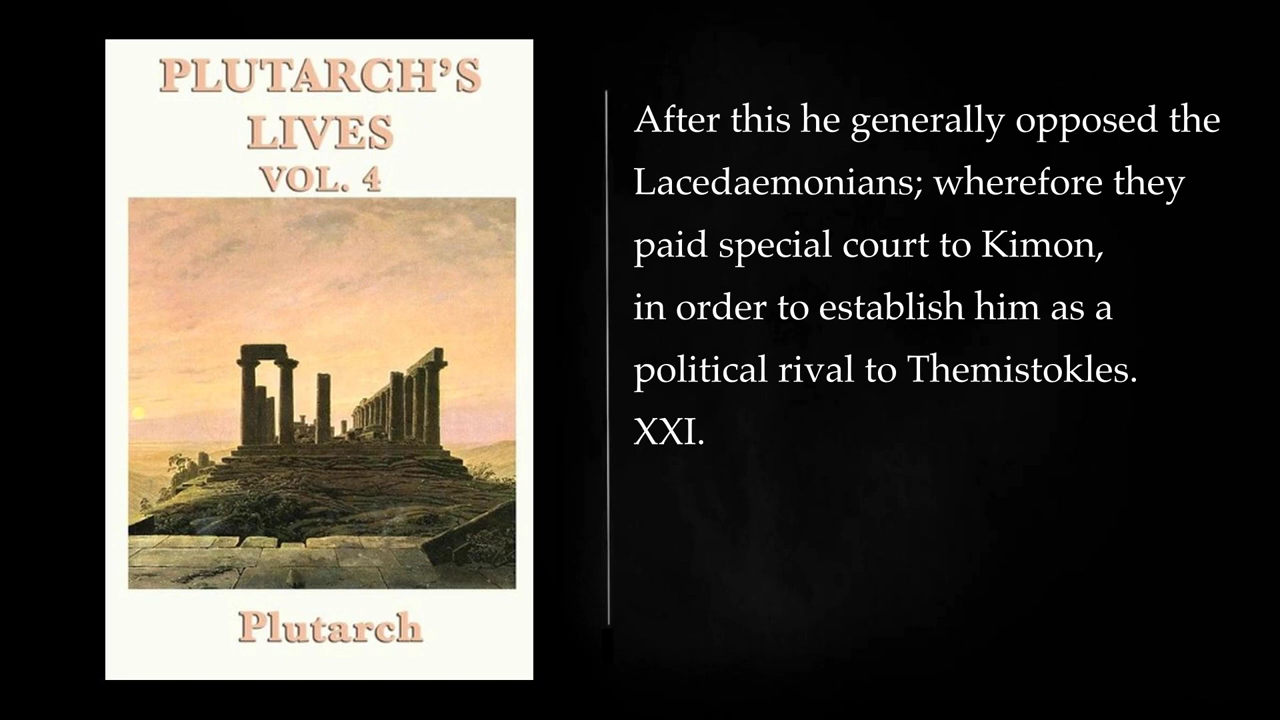 PLUTARCH'S
LIVES
VOL. 4
Plutarch
After this he generally opposed the
Lacedaemonians; wherefore they
paid special court to Kimon,
in order to establish him as a
political rival to Themistokles.
XXI.